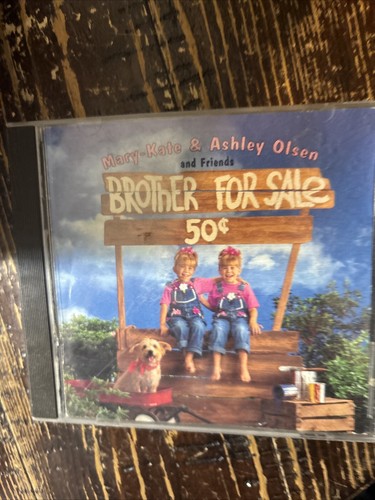 Mary-Kate & Ashley Olsen
and Friends
BROTHER FOR SALE
50¢